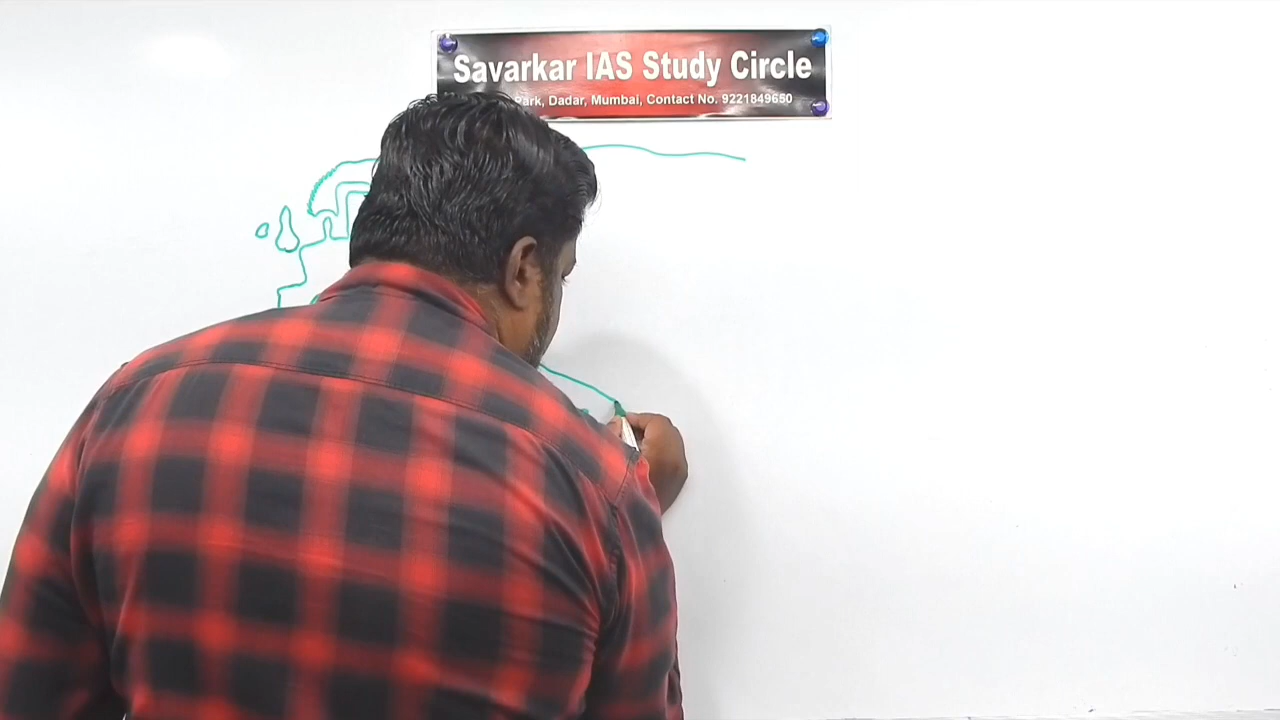 Savarkar IAS Study Circle
Park, Dadar, Mumbai, Contact No. 9221849650